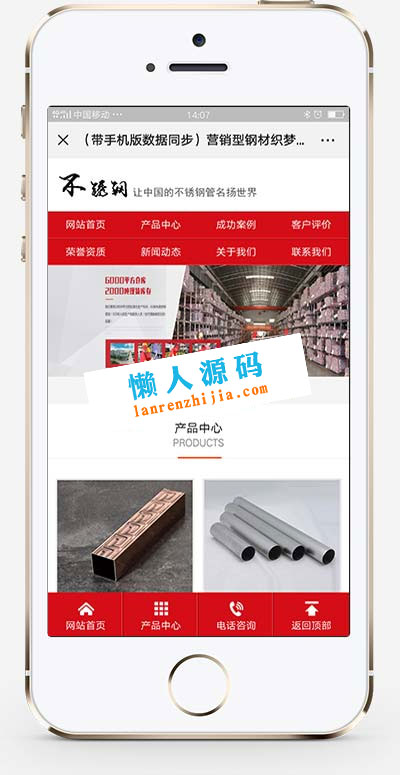 中国移动
14:07
（带手机版数据同步）营销型钢材织梦...
不锈钢 让中国的不锈钢管名扬世界
网站首页 产品中心 成功案例 客户评价
荣誉资质 新闻动态 关于我们 联系我们
6000平方仓库
2000吨现货库存
懒人源码
lanrenzhijia.com
产品中心
PRODUCTS
网站首页 产品中心 电话咨询 返回顶部